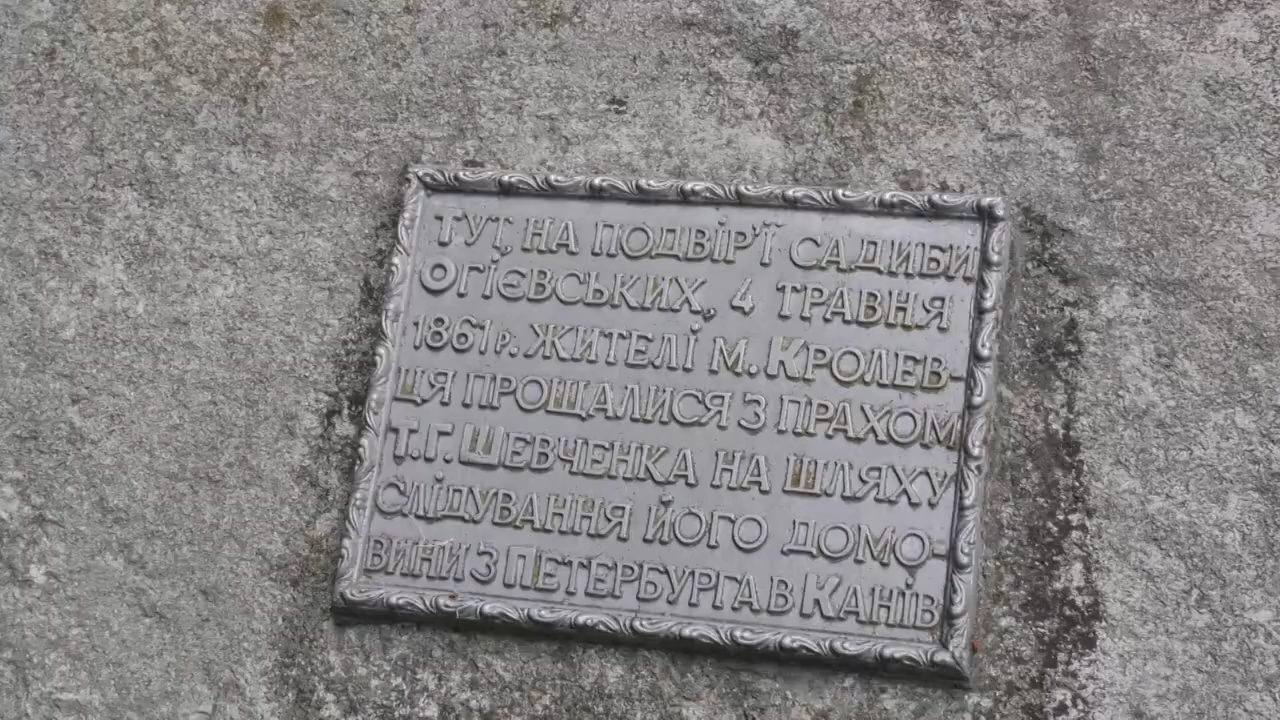 ТУТ, НА ПОДВІР'Ї САДИБИ
ОГІЄВСЬКИХ, 4 ТРАВНЯ
1861 р. ЖИТЕЛІ М. КРОЛЕВ-
ЦЯ ПРОЩАЛИСЯ З ПРАХОМ
Т.Г. ШЕВЧЕНКА НА ШЛЯХУ
СЛІДУВАННЯ ЙОГО ДОМО-
ВИНИ З ПЕТЕРБУРГА В КАНІВ